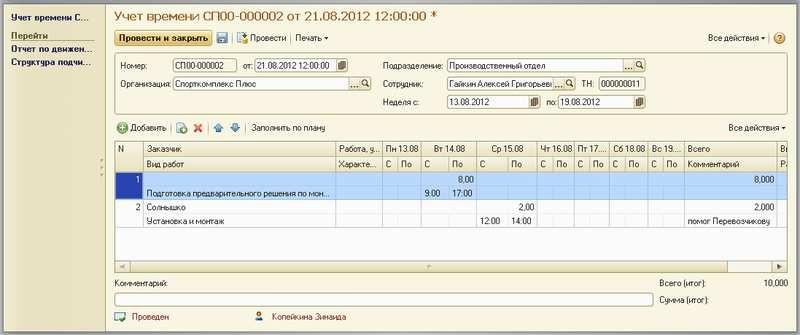 Учет времени С...
Перейти
Отчет по движен...
Структура подчи...
Учет времени СП00-000002 от 21.08.2012 12:00:00 *
Провести и закрыть Провести Печать Все действия
Номер: СП00-000002 от: 21.08.2012 12:00:00 Подразделение: Производственный отдел
Организация: Спорткомплекс Плюс Сотрудник: Гайкин Алексей Григорьеви ТН: 000000011
Неделя с: 13.08.2012 по: 19.08.2012
Добавить Заполнить по плану Все действия
N Заказчик Работа, у... Пн 13.08 Вт 14.08 Ср 15.08 Чт 16.08 Пт 17.... Сб 18.08 Вс 19.... Всего
Вид работ Характе... С По С По С По С По С По С По С По Комментарий
1 8,00 8,000
Подготовка предварительного решения по мон... 9:00 17:00
2 Солнышко 2,00 2,000
Установка и монтаж 12:00 14:00 помог Перевозчикову
Комментарий: Всего (итог): 10,000
Сумма (итог):
Проведен Копейкина Зинаида